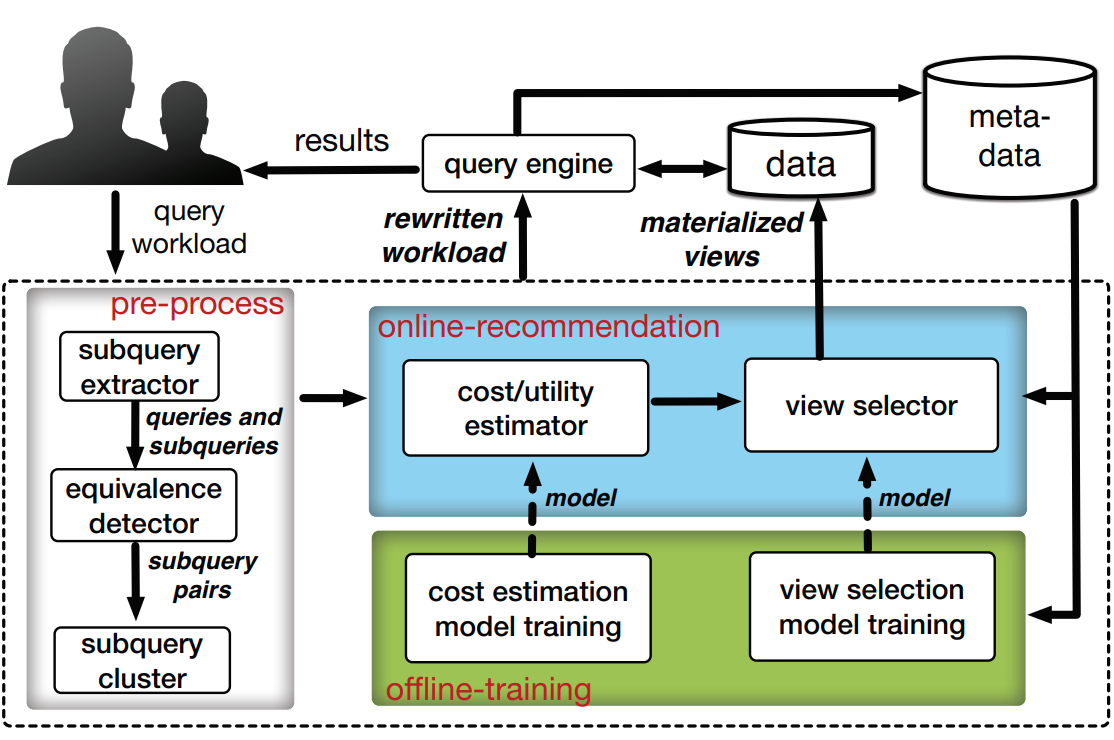 meta-
data
results
query engine
data
query
workload
rewritten
workload
materialized
views
pre-process
online-recommendation
subquery
extractor
queries and
subqueries
equivalence
detector
subquery
pairs
subquery
cluster
cost/utility
estimator
view selector
model
model
cost estimation
model training
view selection
model training
offline-training